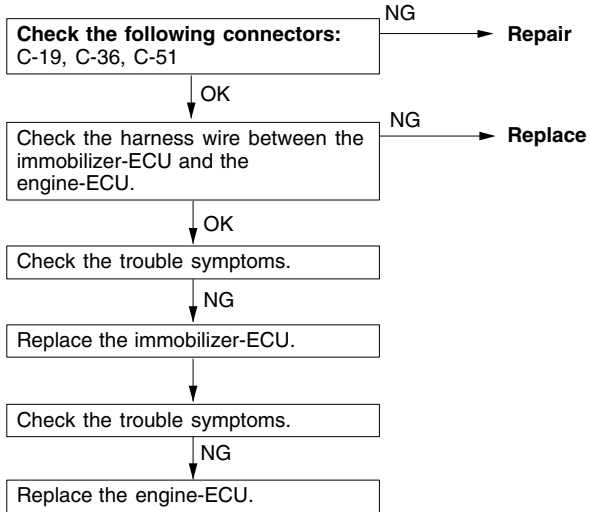 Check the following connectors:
C-19, C-36, C-51
NG
Repair
OK
Check the harness wire between the
immobilizer-ECU and the
engine-ECU.
NG
Replace
OK
Check the trouble symptoms.
NG
Replace the immobilizer-ECU.
Check the trouble symptoms.
NG
Replace the engine-ECU.